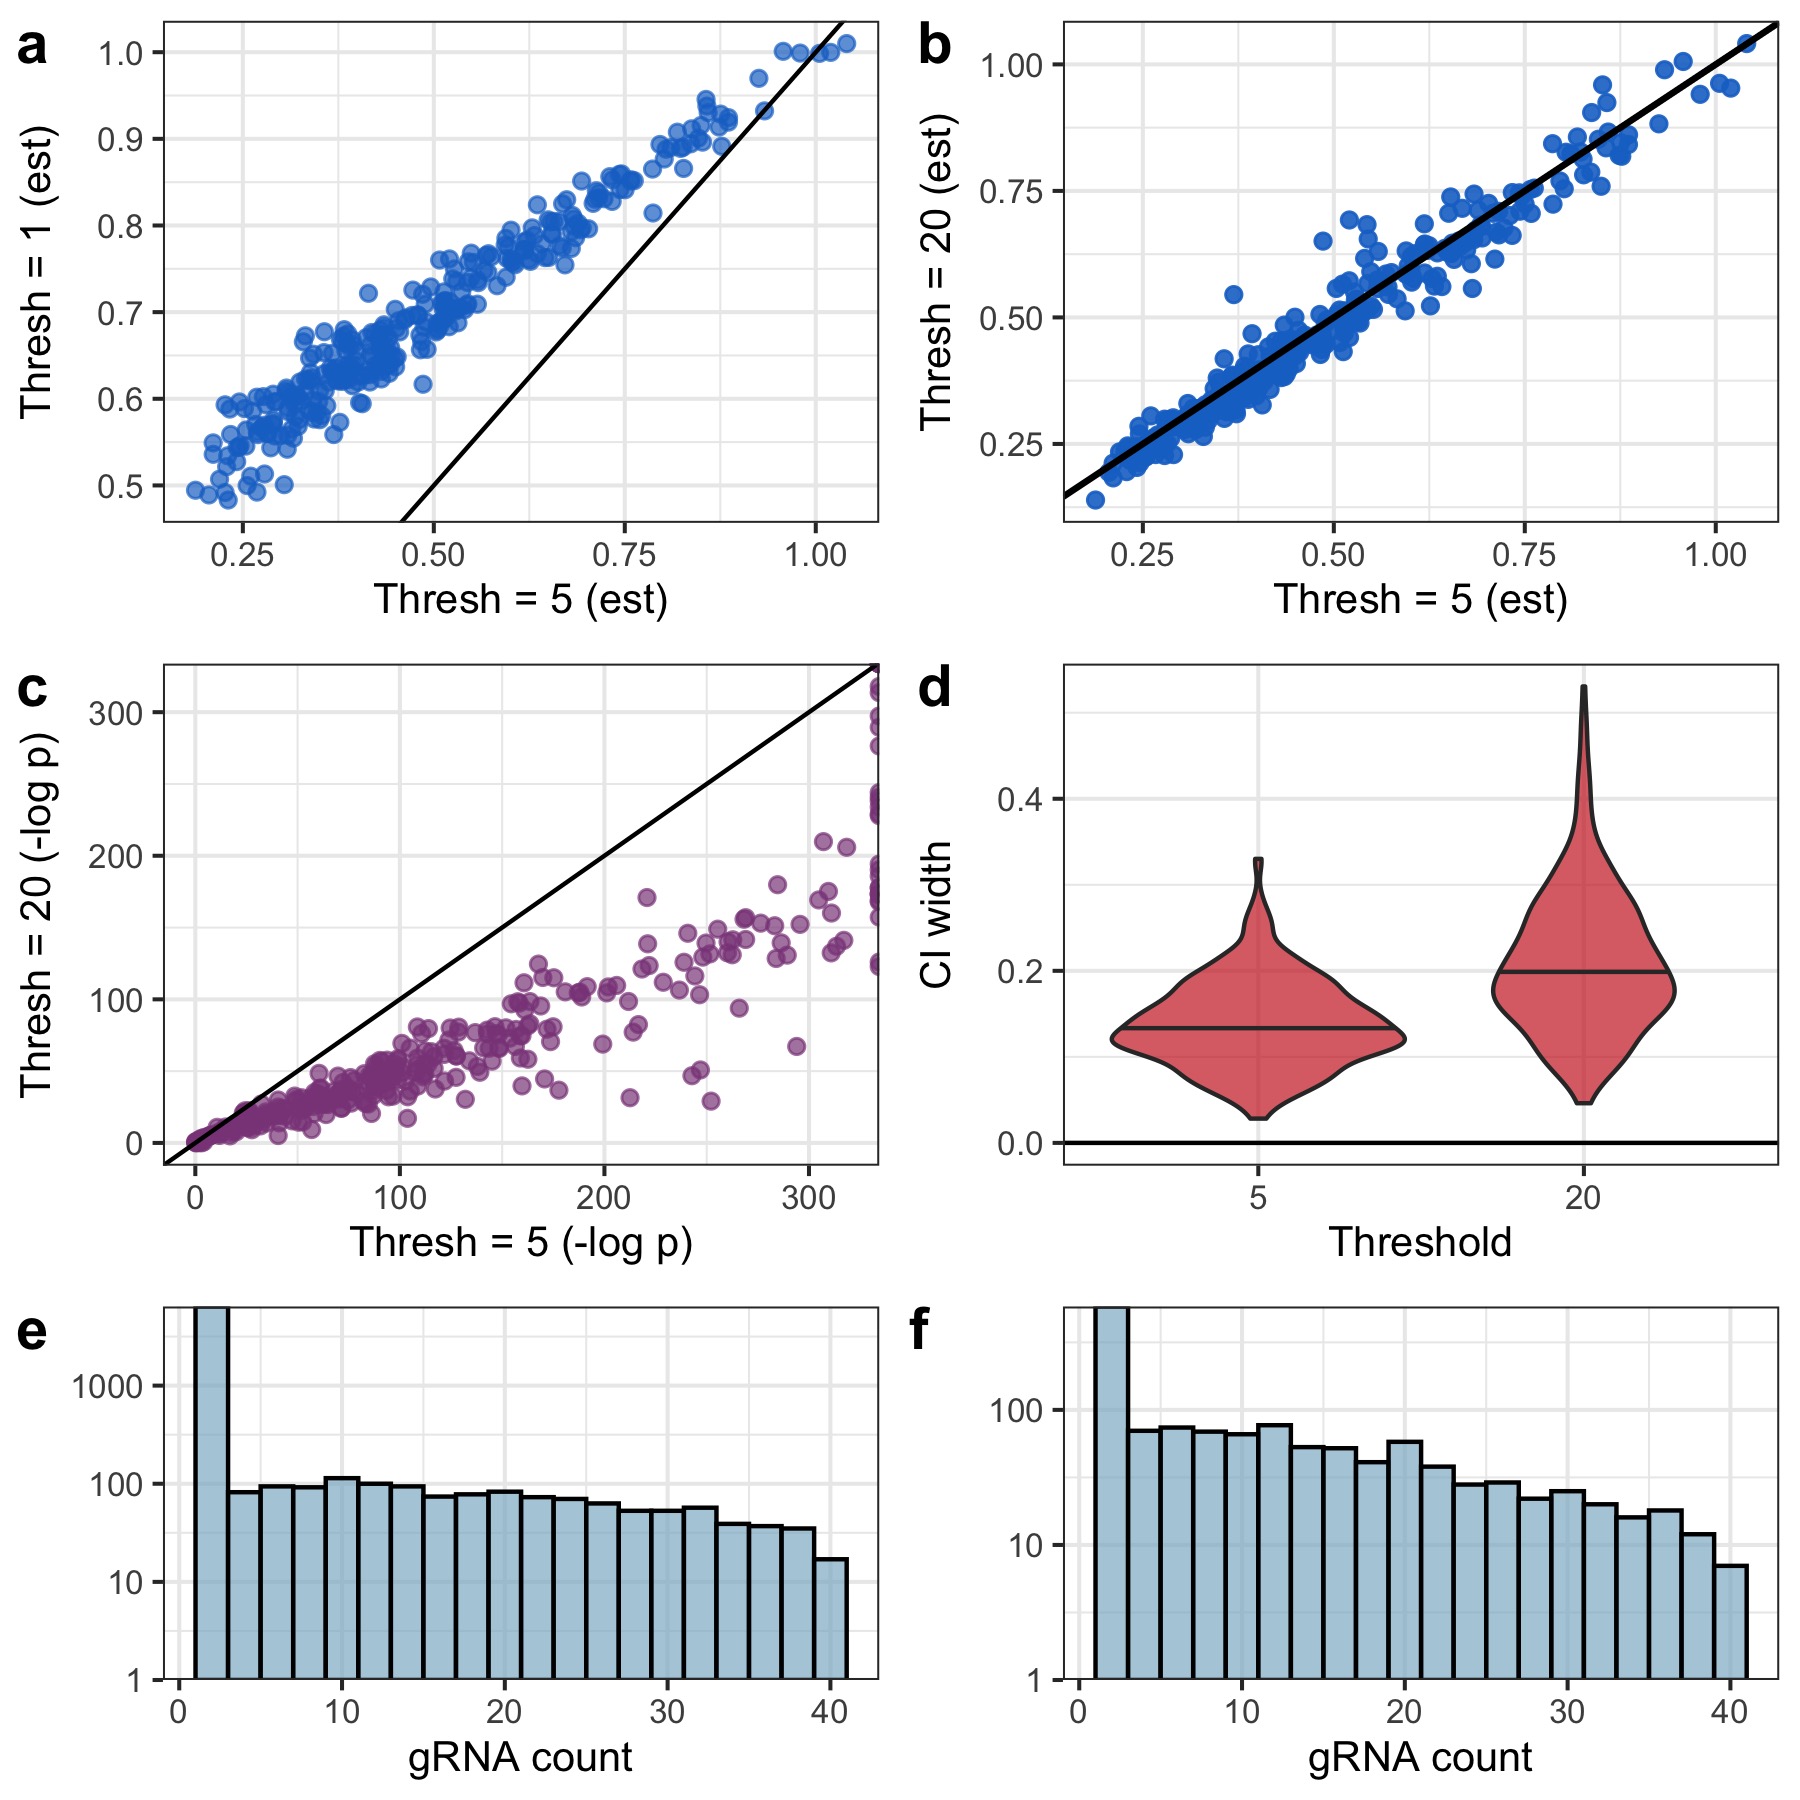 a
1.0
0.9
0.8
0.7
0.6
0.5
Thresh = 1 (est)
0.25 0.50 0.75 1.00
Thresh = 5 (est)
b
1.00
0.75
0.50
0.25
Thresh = 20 (est)
0.25 0.50 0.75 1.00
Thresh = 5 (est)
c
300
200
100
0
Thresh = 20 (-log p)
0 100 200 300
Thresh = 5 (-log p)
d
0.4
0.2
0.0
CI width
5 20
Threshold
e
1000
100
10
1
0 10 20 30 40
gRNA count
f
100
10
1
0 10 20 30 40
gRNA count